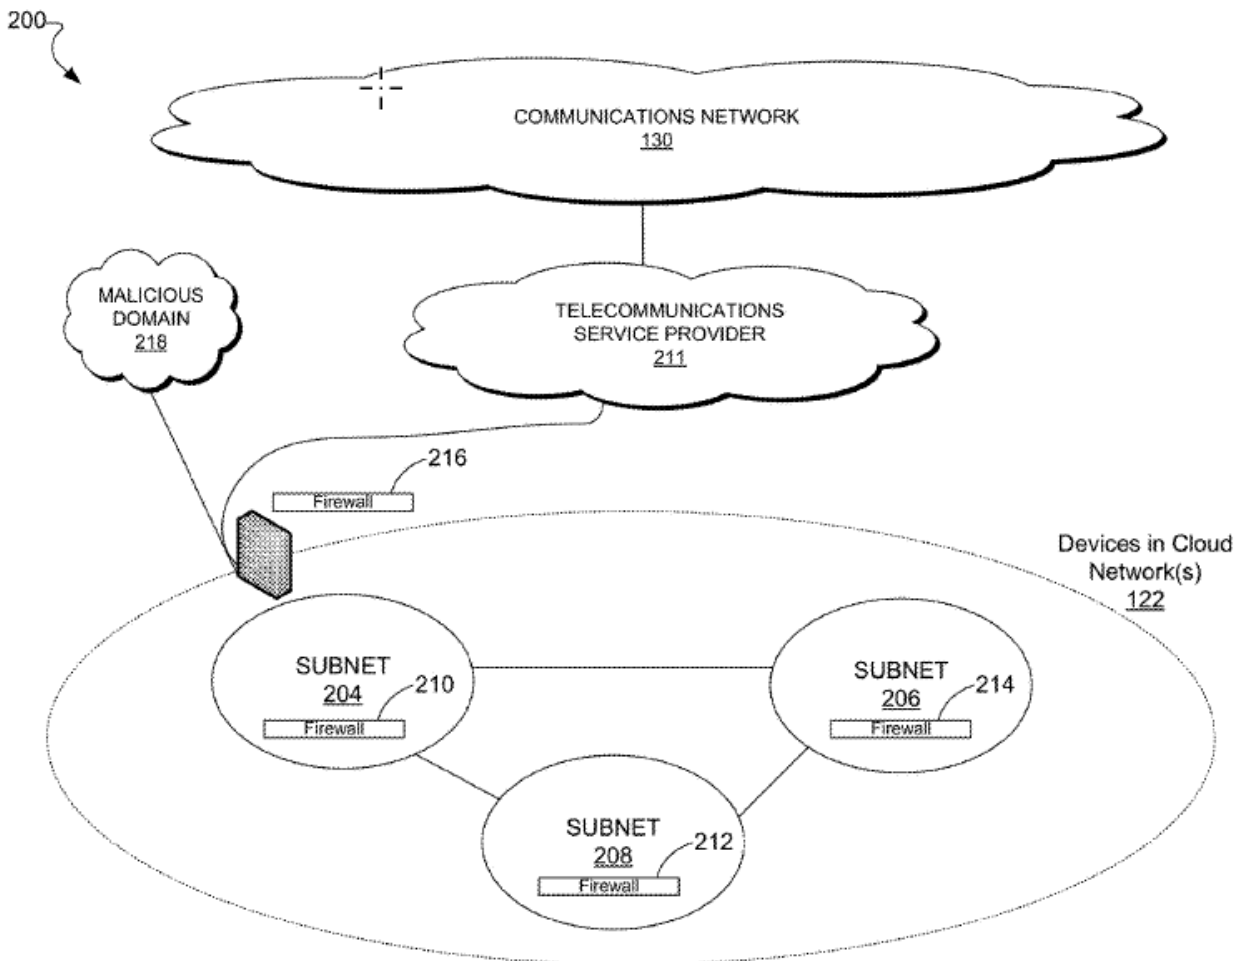 200
COMMUNICATIONS NETWORK
130
MALICIOUS
DOMAIN
218
TELECOMMUNICATIONS
SERVICE PROVIDER
211
216
Firewall
Devices in Cloud
Network(s)
122
SUBNET
204
210
Firewall
SUBNET
206
214
Firewall
SUBNET
208
212
Firewall